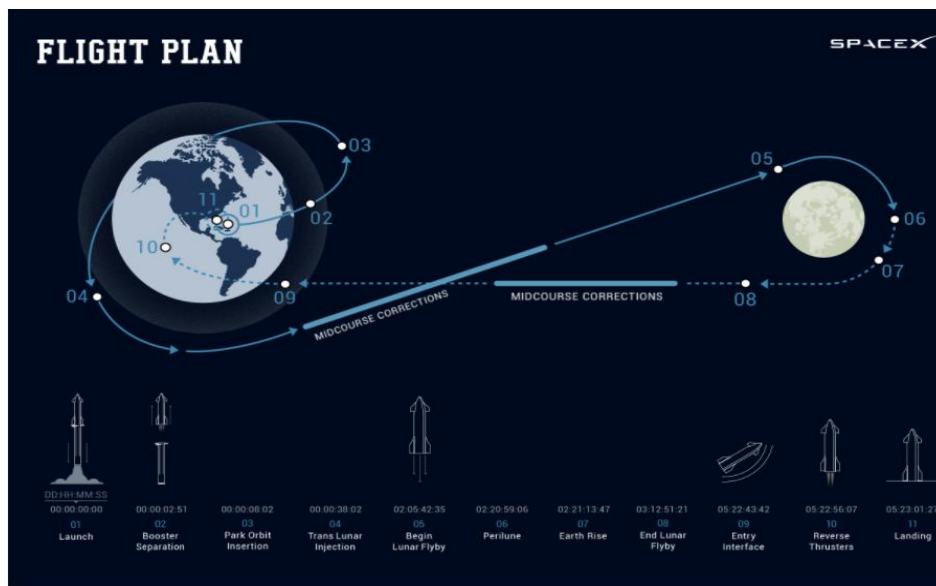 FLIGHT PLAN
SPACEX
03
05
11
01
02
06
10
07
04
09
08
MIDCOURSE CORRECTIONS
MIDCOURSE CORRECTIONS
DD:HH:MM:SS
00:00:00:00
01
Launch
00:00:02:51
02
Booster
Separation
00:00:08:02
03
Park Orbit
Insertion
00:00:38:02
04
Trans Lunar
Injection
02:05:42:35
05
Begin
Lunar Flyby
02:20:59:06
06
Perilune
02:21:13:47
07
Earth Rise
03:12:51:21
08
End Lunar
Flyby
05:22:43:42
09
Entry
Interface
05:22:56:07
10
Reverse
Thrusters
05:23:01:27
11
Landing